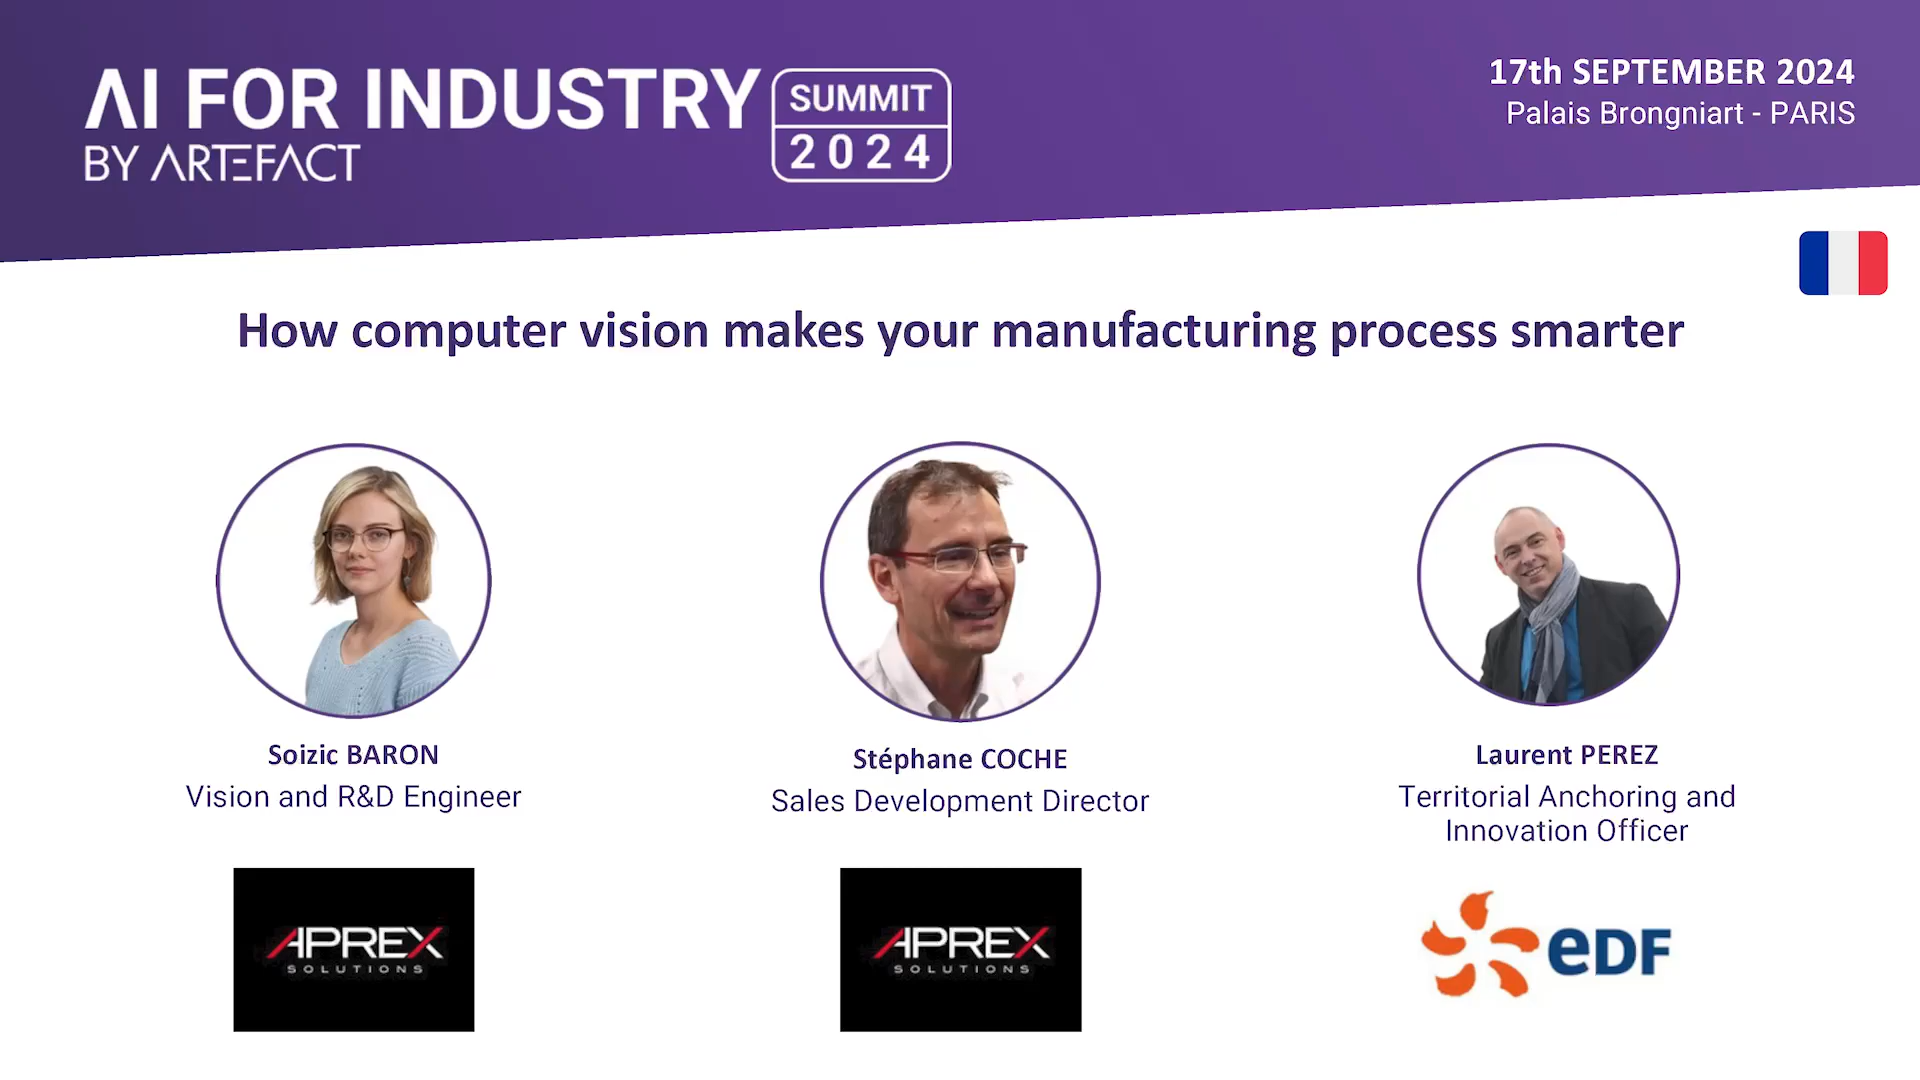 AI FOR INDUSTRY
SUMMIT
2024
BY ARTEFACT
17th SEPTEMBER 2024
Palais Brongniart - PARIS
How computer vision makes your manufacturing process smarter
Soizic BARON
Vision and R&D Engineer
APREX
SOLUTIONS
Stéphane COCHE
Sales Development Director
APREX
SOLUTIONS
Laurent PEREZ
Territorial Anchoring and
Innovation Officer
eDF